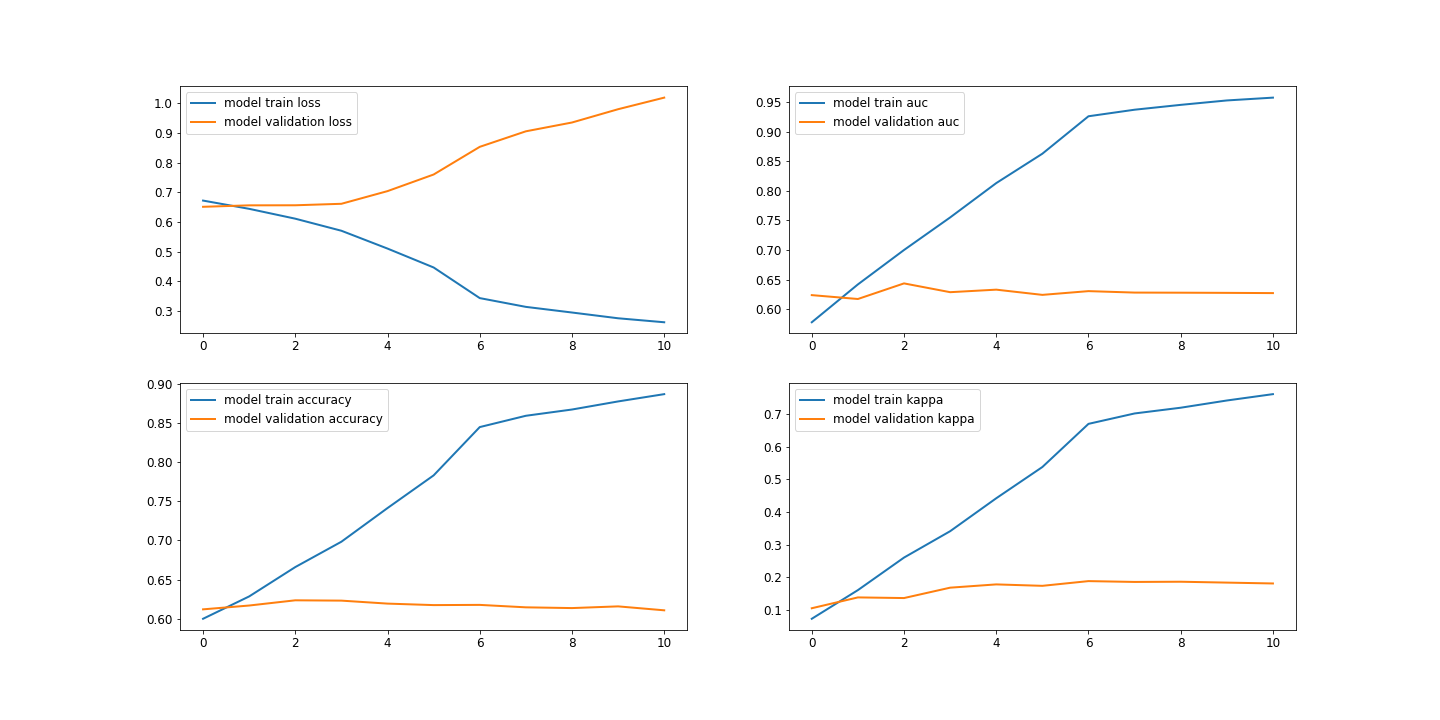 model train loss
model validation loss
1.0
0.9
0.8
0.7
0.6
0.5
0.4
0.3
0 2 4 6 8 10
model train auc
model validation auc
0.95
0.90
0.85
0.80
0.75
0.70
0.65
0.60
0 2 4 6 8 10
model train accuracy
model validation accuracy
0.90
0.85
0.80
0.75
0.70
0.65
0.60
0 2 4 6 8 10
model train kappa
model validation kappa
0.7
0.6
0.5
0.4
0.3
0.2
0.1
0 2 4 6 8 10